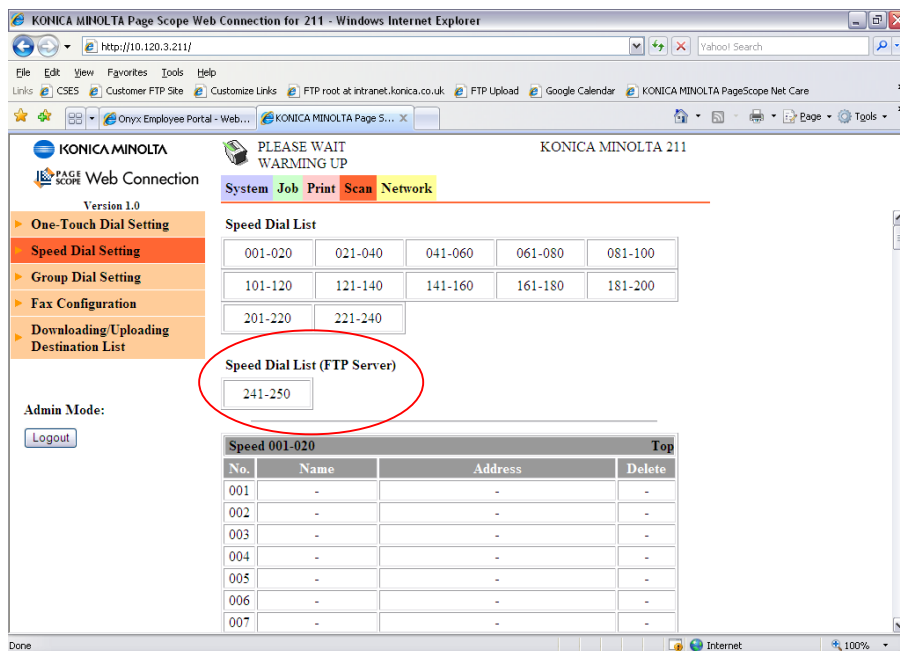 KONICA MINOLTA Page Scope Web Connection for 211 - Windows Internet Explorer
http://10.120.3.211/
Yahoo! Search
File Edit View Favorites Tools Help
Links CSES Customer FTP Site Customize Links FTP root at intranet.konica.co.uk FTP Upload Google Calendar KONICA MINOLTA PageScope Net Care
Onyx Employee Portal - Web... KONICA MINOLTA Page S... X
Page Tools
KONICA MINOLTA
PAGE SCOPE Web Connection
Version 1.0
PLEASE WAIT
WARMING UP
KONICA MINOLTA 211
System Job Print Scan Network
One-Touch Dial Setting
Speed Dial Setting
Group Dial Setting
Fax Configuration
Downloading/Uploading
Destination List
Admin Mode:
Logout
Speed Dial List
001-020 021-040 041-060 061-080 081-100
101-120 121-140 141-160 161-180 181-200
201-220 221-240
Speed Dial List (FTP Server)
241-250
Speed 001-020 Top
No. Name Address Delete
001 - - -
002 - - -
003 - - -
004 - - -
005 - - -
006 - - -
007 - - -
Done Internet 100%